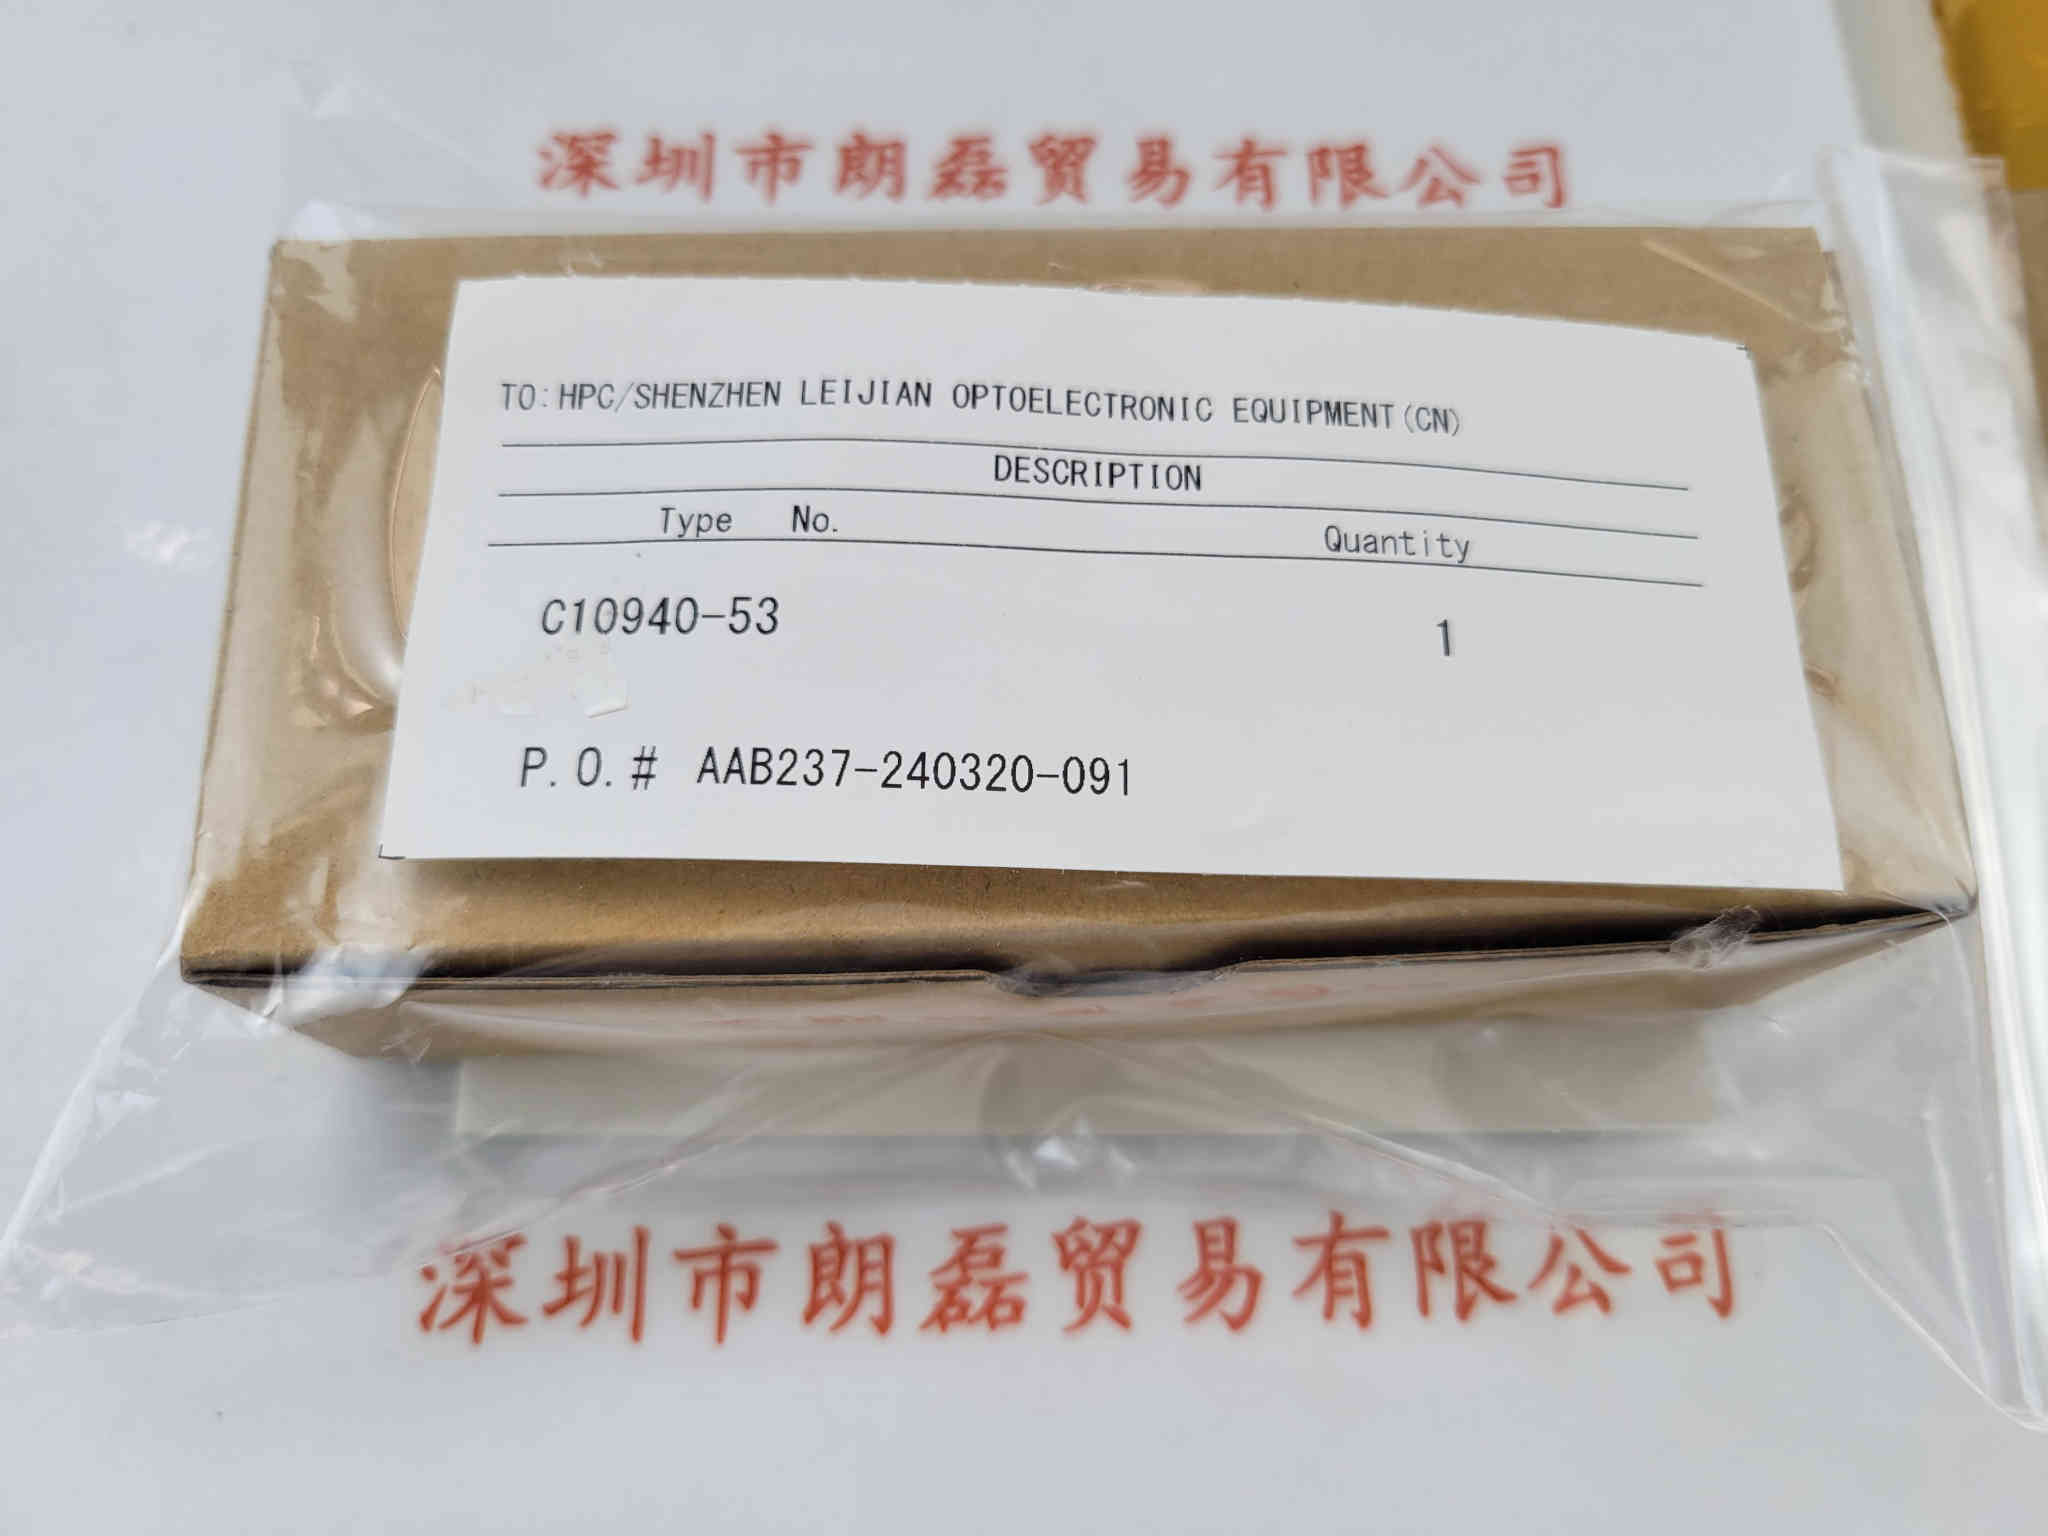 深圳市朗磊贸易有限公司
TO:HPC/SHENZHEN LEIJIAN OPTOELECTRONIC EQUIPMENT(CN)
DESCRIPTION
Type No. Quantity
C10940-53 1
P.O.# AAB237-240320-091
深圳市朗磊贸易有限公司